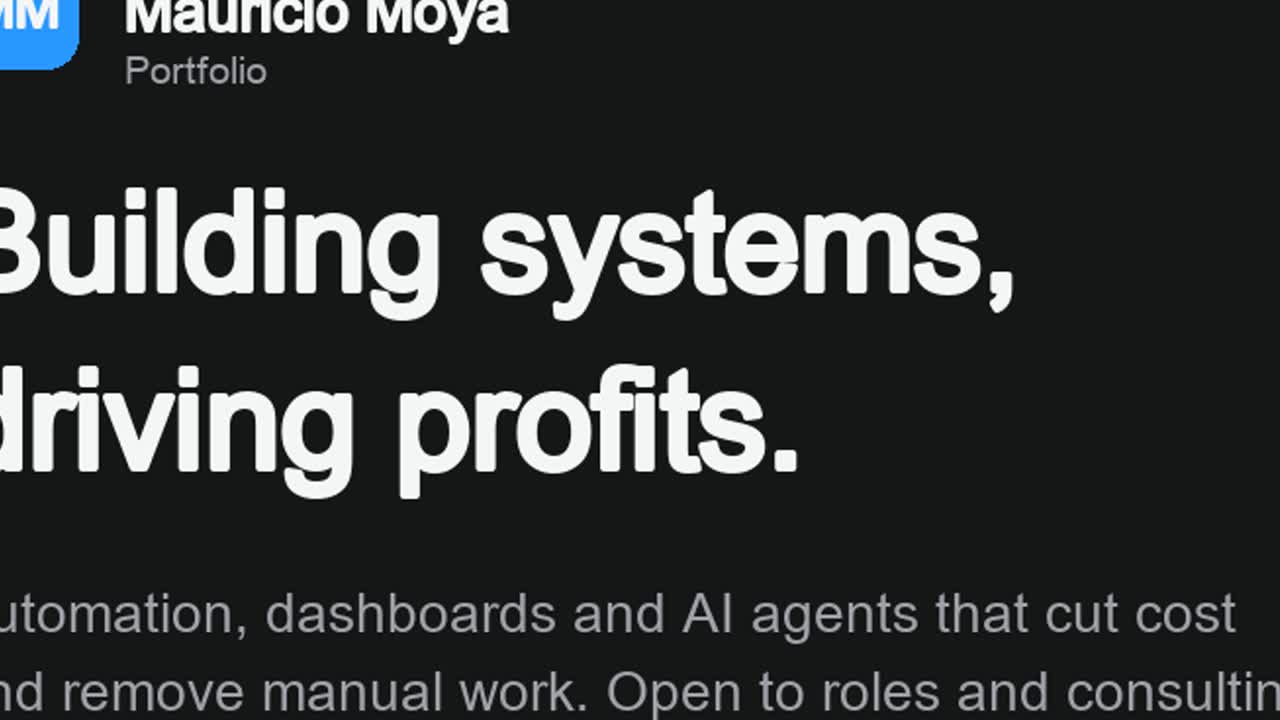 MM
Mauricio Moya
Portfolio
Building systems,
driving profits.
utomation, dashboards and AI agents that cut cost
nd remove manual work. Open to roles and consultin